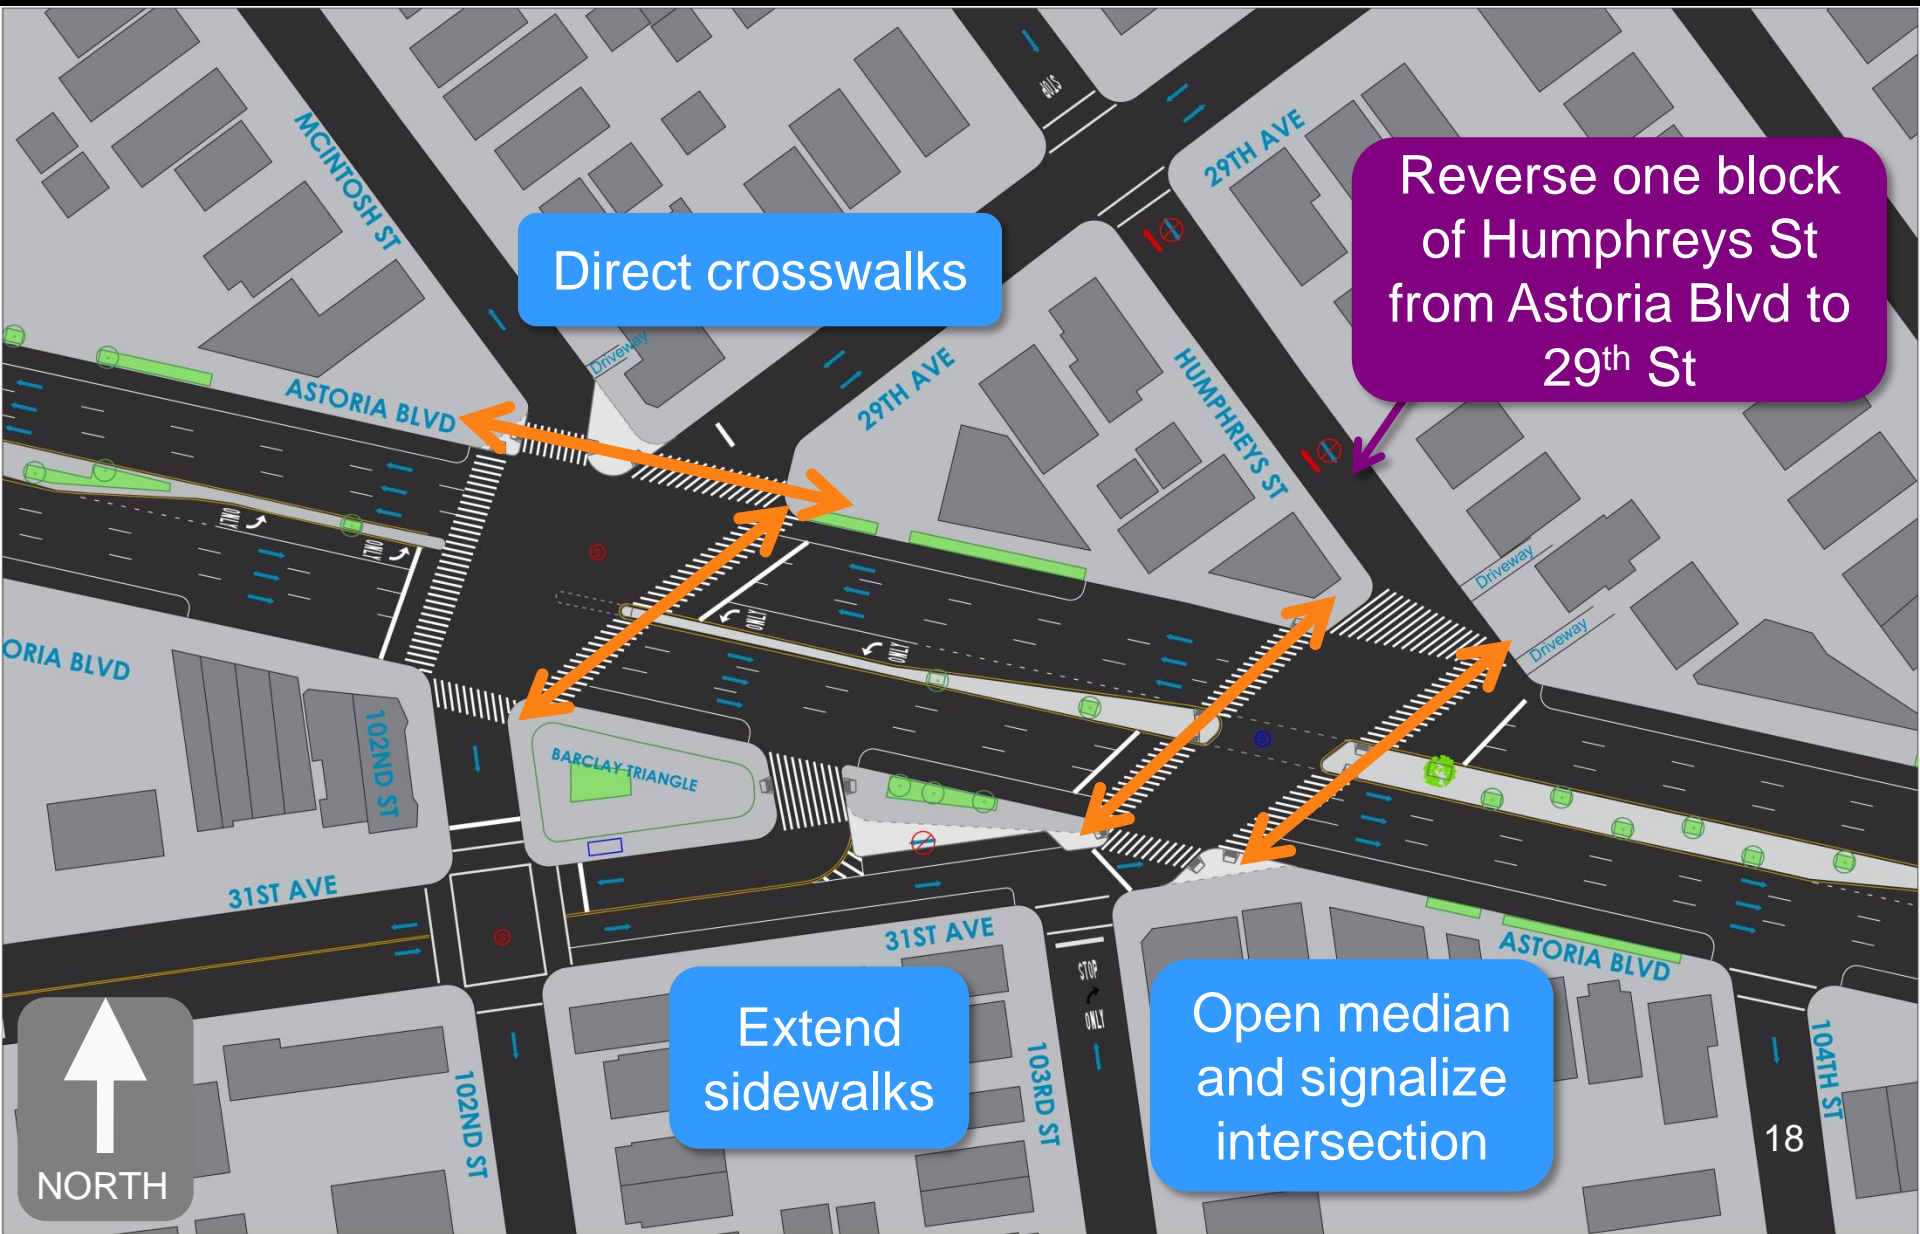 STOP
29TH AVE
MCINTOSH ST
Reverse one block
of Humphreys St
from Astoria Blvd to
29th St
Direct crosswalks
Driveway
ASTORIA BLVD
29TH AVE
HUMPHREYS ST
ONLY
ONLY
Driveway
Driveway
ONLY
ONLY
ORIA BLVD
102ND ST
BARCLAY TRIANGLE
31ST AVE
31ST AVE
ASTORIA BLVD
STOP
ONLY
Extend
sidewalks
Open median
and signalize
intersection
102ND ST
103RD ST
104TH ST
18
NORTH
S
S
S